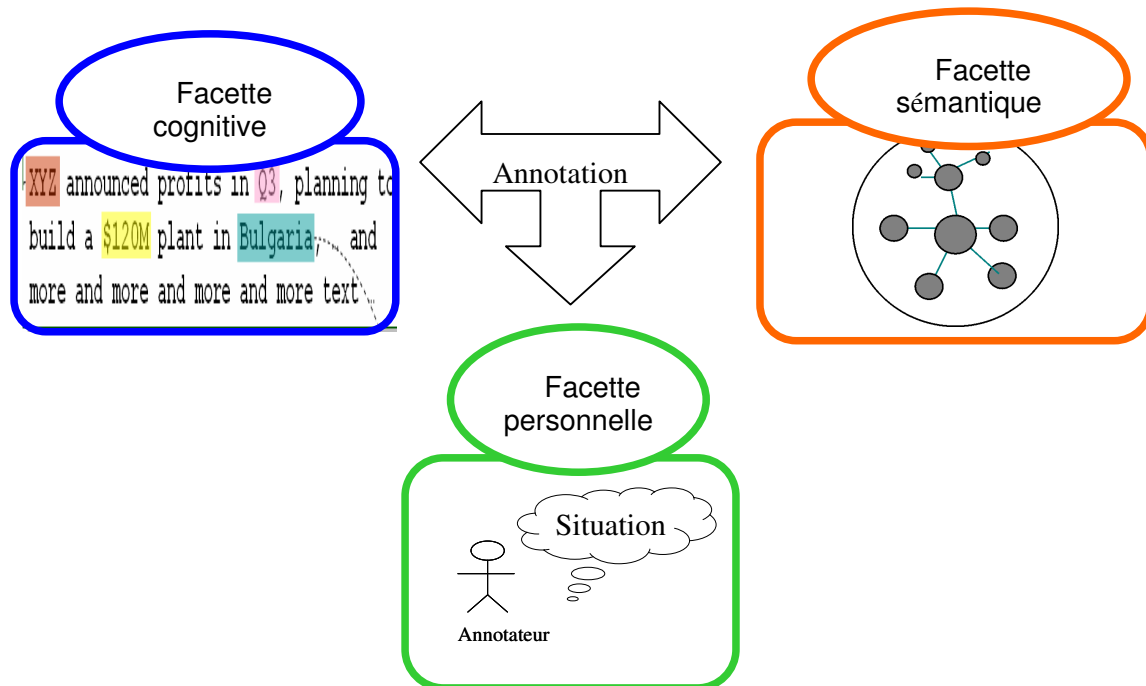 Facette
cognitive
XYZ announced profits in Q3, planning to
build a $120M plant in Bulgaria, and
more and more and more and more text
Annotation
Facette
sémantique
Facette
personnelle
Situation
Annotateur